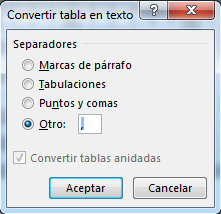 Convertir tabla en texto
Separadores
Marcas de párrafo
Tabulaciones
Puntos y comas
Otro: ,
Convertir tablas anidadas
Aceptar Cancelar